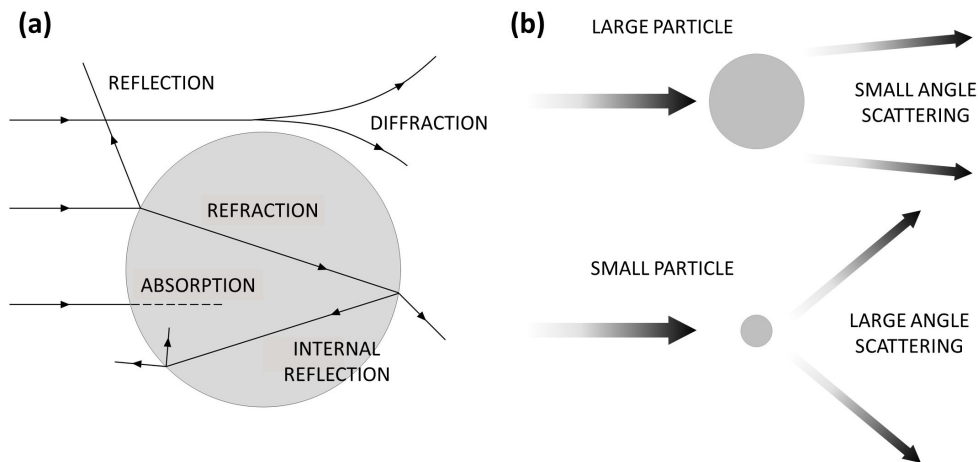 (a)
REFLECTION
DIFFRACTION
REFRACTION
ABSORPTION
INTERNAL
REFLECTION
(b)
LARGE PARTICLE
SMALL ANGLE
SCATTERING
SMALL PARTICLE
LARGE ANGLE
SCATTERING